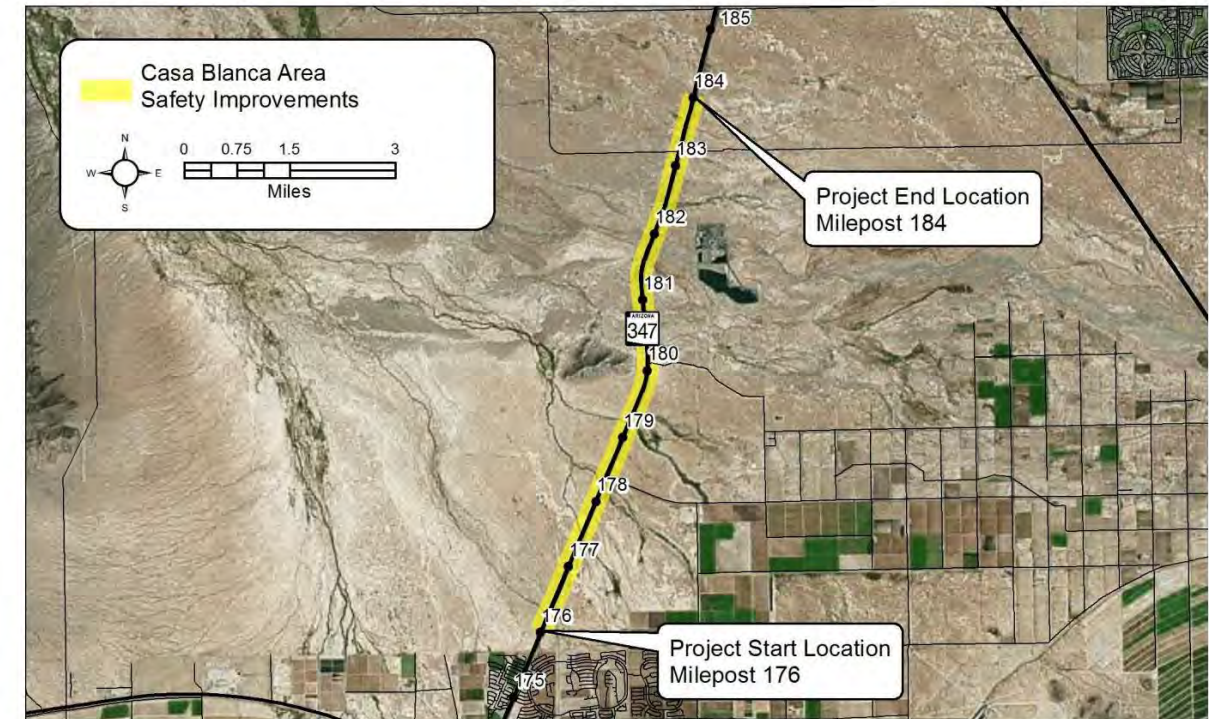 185
Casa Blanca Area
Safety Improvements
184
N
0 0.75 1.5 3
W E
S
Miles
183
Project End Location
Milepost 184
182
181
ARIZONA
347
180
179
178
177
176
Project Start Location
Milepost 176
175